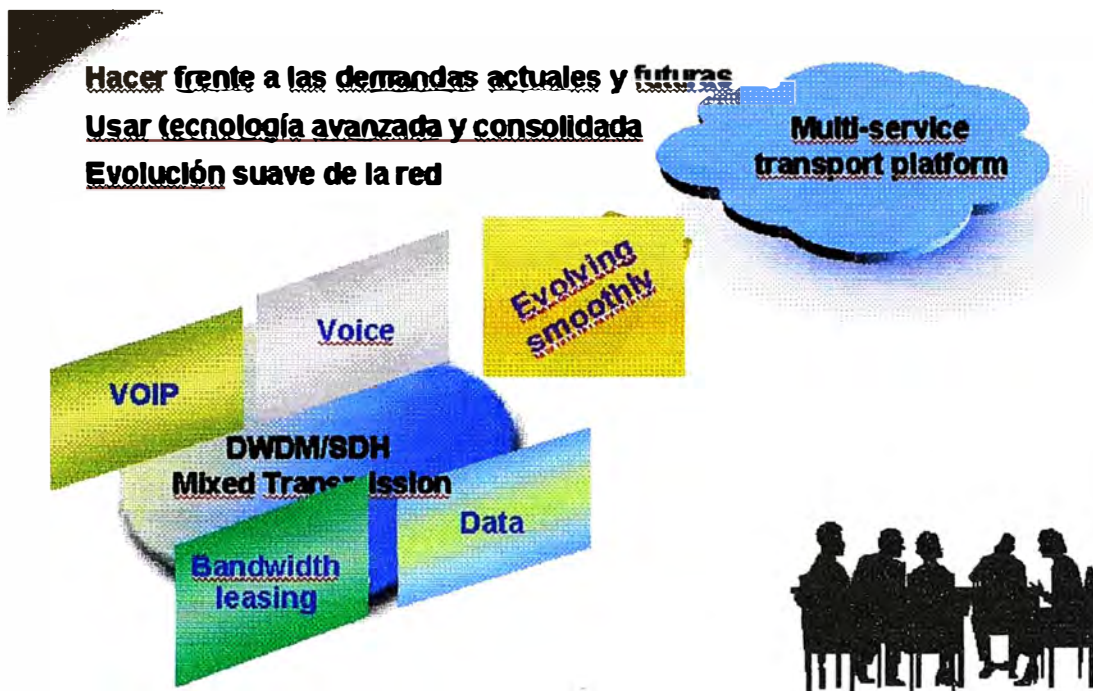 Hacer frente a las demandas actuales y futuras
Usar tecnología avanzada y consolidada
Evolución suave de la red
Multi-service
transport platform
Evolving
smoothly
Voice
VOIP
DWDM/SDH
Mixed
Data
Bandwidth
leasing